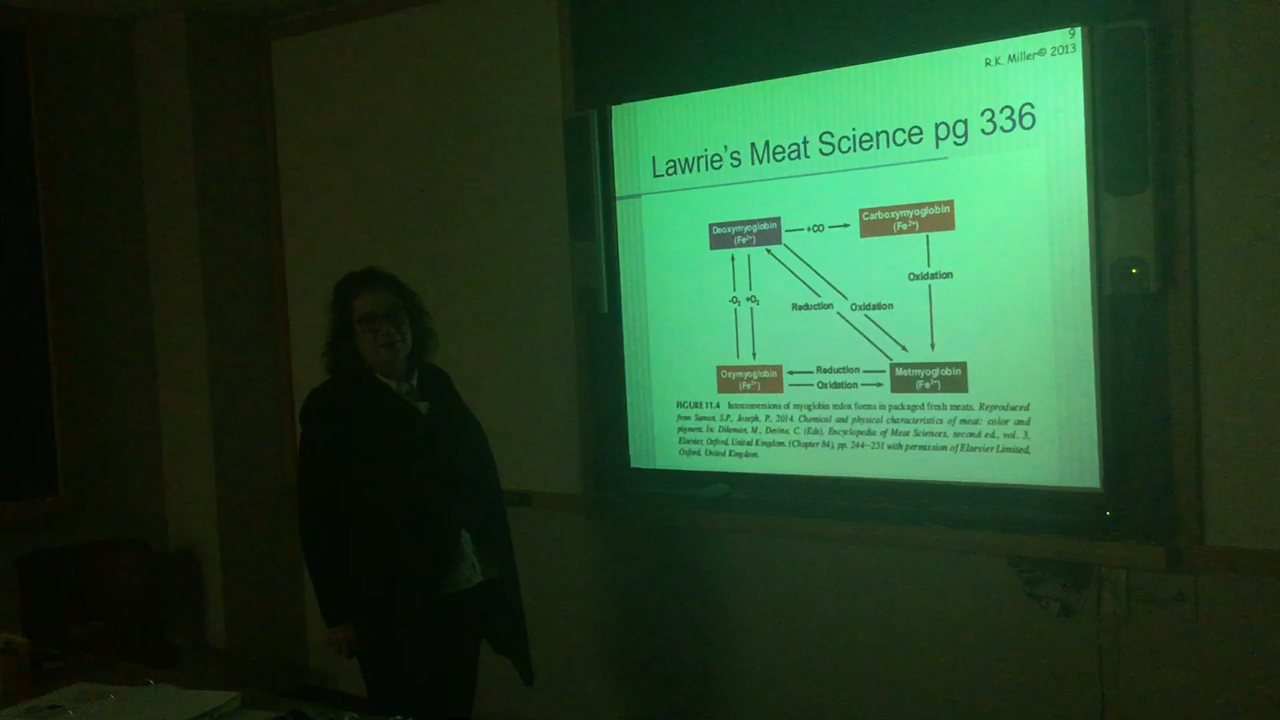 9
R.K. Miller© 2013
Lawrie's Meat Science pg 336
Deoxymyoglobin
(Fe²⁺)
+CO
Carboxymyoglobin
(Fe²⁺)
Oxidation
-O₂ +O₂
Reduction
Oxidation
Oxymyoglobin
(Fe²⁺)
Reduction
Oxidation
Metmyoglobin
(Fe³⁺)
FIGURE 11.4 Interconversions of myoglobin redox forms in packaged fresh meats. Reproduced
from Suman, S.P., Joseph, P., 2014. Chemical and physical characteristics of meat: color and
pigment. In: Dikeman, M., Devine, C. (Eds), Encyclopedia of Meat Sciences, second ed., vol. 3,
Elsevier, Oxford, United Kingdom. (Chapter 84), pp. 244–251 with permission of Elsevier Limited,
Oxford, United Kingdom.